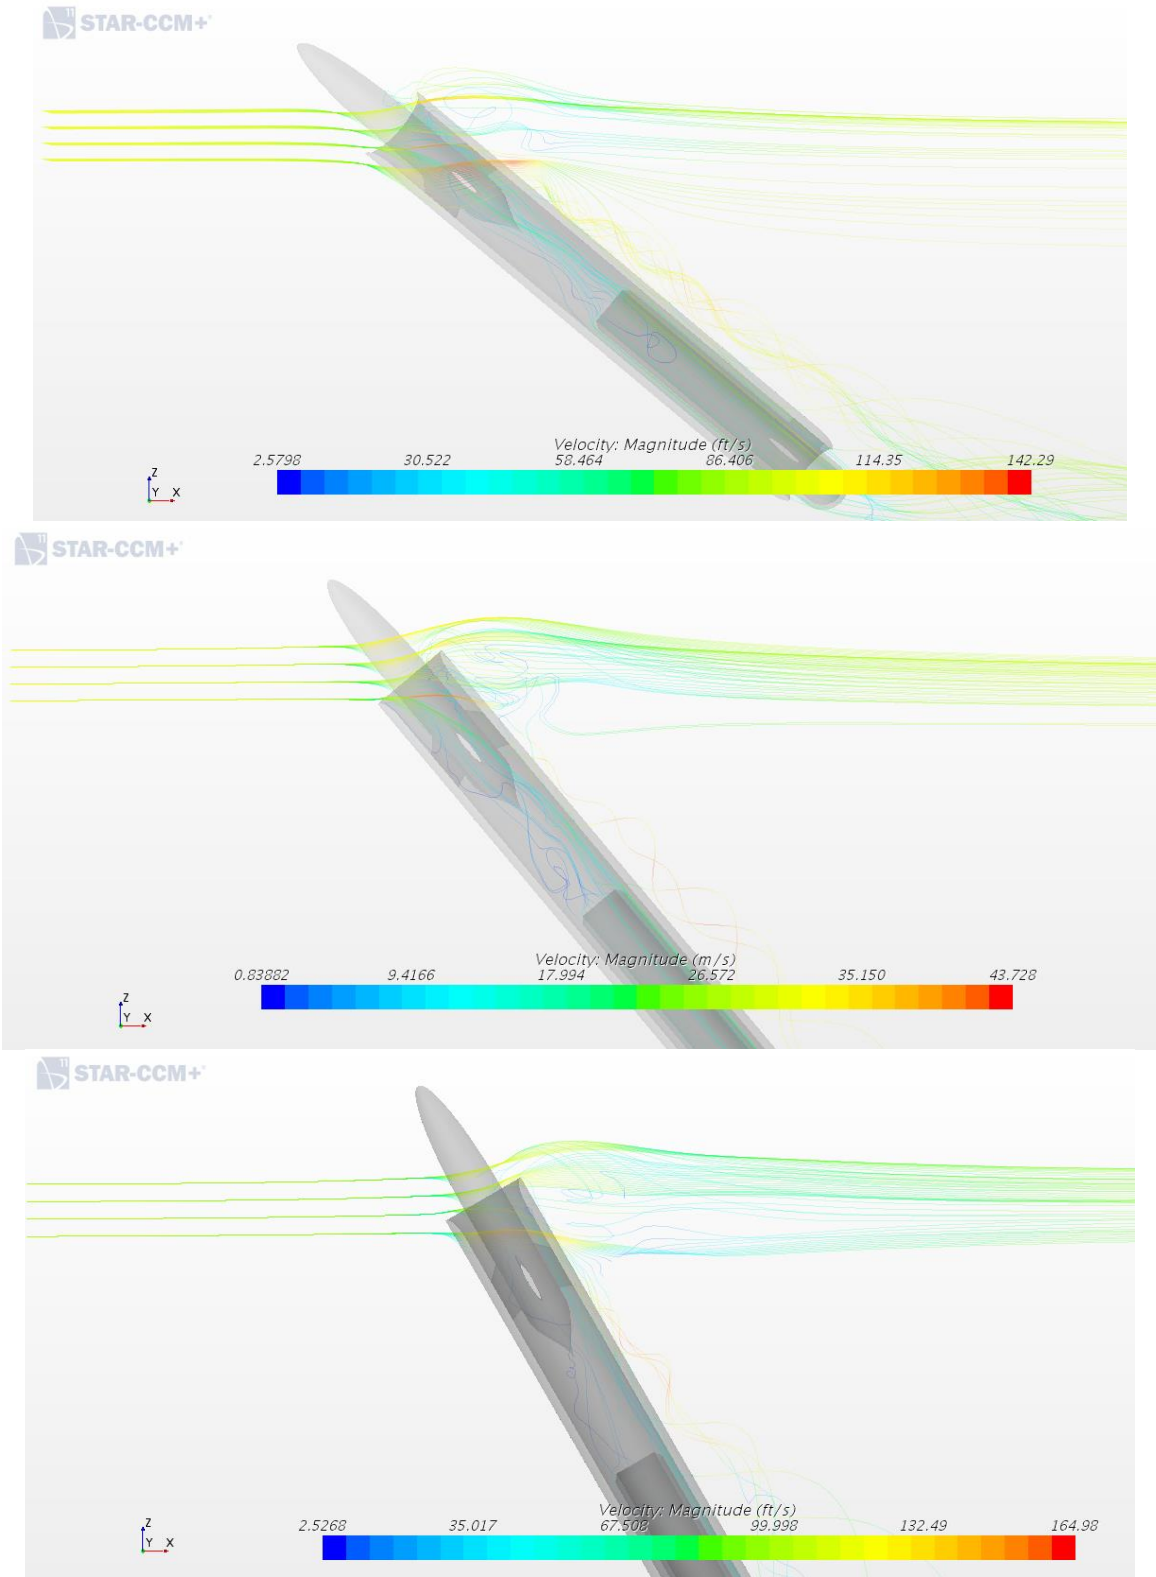 STAR-CCM+
Velocity: Magnitude (ft/s)
2.5798 30.522 58.464 86.406 114.35 142.29
Z
Y X
11
STAR-CCM+
Velocity: Magnitude (m/s)
0.83882 9.4166 17.994 26.572 35.150 43.728
Z
Y X
11
STAR-CCM+
Velocity: Magnitude (ft/s)
2.5268 35.017 67.508 99.998 132.49 164.98
Z
Y X